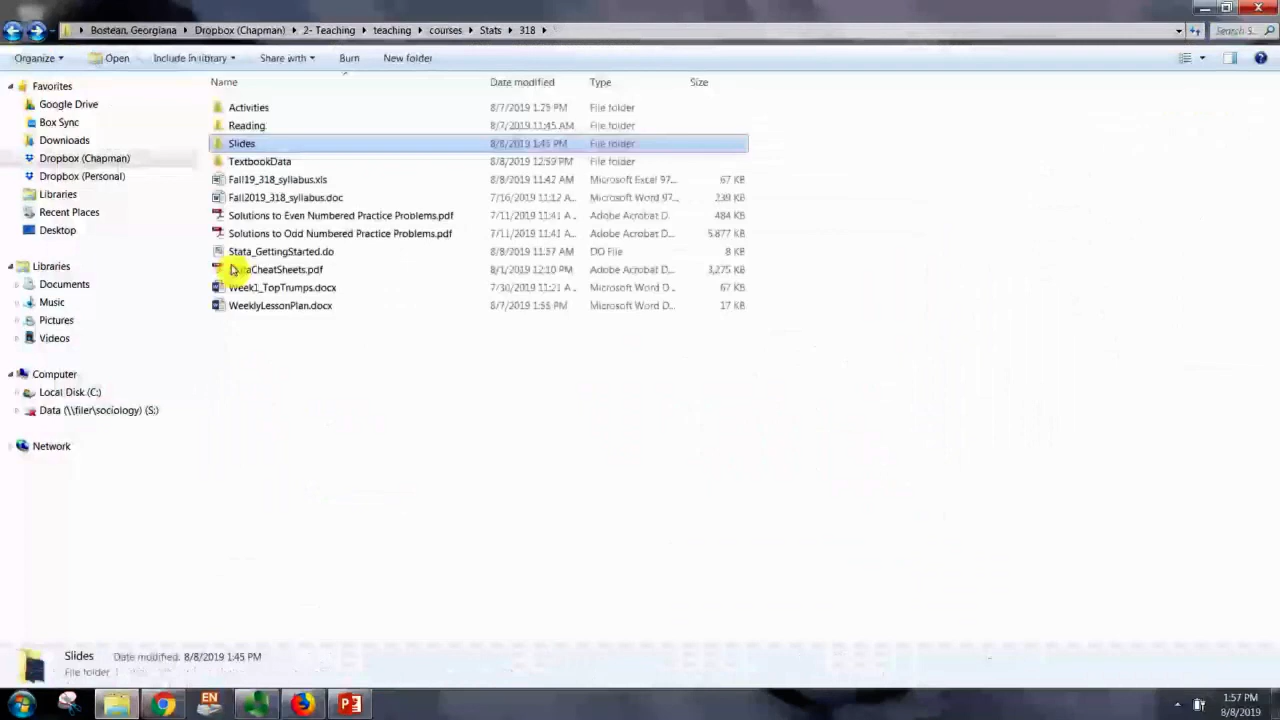 Bostean, Georgiana Dropbox (Chapman) 2- Teaching teaching courses Stats 318 Search S...
Organize Open Include in library Share with Burn New folder
Name Date modified Type Size
Favorites
Google Drive
Box Sync
Downloads
Dropbox (Chapman)
Dropbox (Personal)
Libraries
Recent Places
Desktop
Libraries
Documents
Music
Pictures
Videos
Computer
Local Disk (C:)
Data (\\filer\sociology) (S:)
Network
Activities 8/7/2019 1:25 PM File folder
Reading 8/7/2019 11:45 AM File folder
Slides 8/8/2019 1:45 PM File folder
TextbookData 8/8/2019 12:59 PM File folder
Fall19_318_syllabus.xls 8/8/2019 11:42 AM Microsoft Excel 97... 67 KB
Fall2019_318_syllabus.doc 7/16/2019 11:12 A... Microsoft Word 97... 239 KB
Solutions to Even Numbered Practice Problems.pdf 7/11/2019 11:41 A... Adobe Acrobat D... 484 KB
Solutions to Odd Numbered Practice Problems.pdf 7/11/2019 11:41 A... Adobe Acrobat D... 5,877 KB
Stata_GettingStarted.do 8/8/2019 11:37 AM DO File 8 KB
CheatSheets.pdf 8/1/2019 12:10 PM Adobe Acrobat D... 3,275 KB
Week1_TopTrumps.docx 7/30/2019 11:21 AM Microsoft Word D... 67 KB
WeeklyLessonPlan.docx 8/7/2019 1:55 PM Microsoft Word D... 17 KB
Slides Date modified: 8/8/2019 1:45 PM
File folder
EN
1:57 PM
8/8/2019